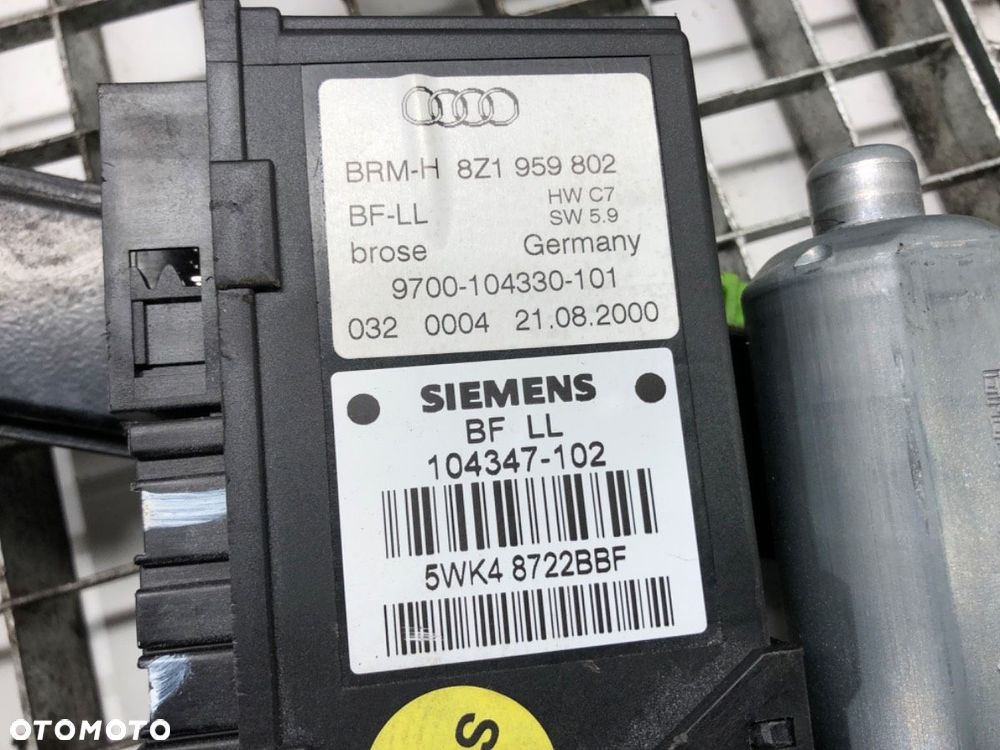 BRM-H 8Z1 959 802
BF-LL HW C7
SW 5.9
brose Germany
9700-104330-101
032 0004 21.08.2000
SIEMENS
BF LL
104347-102
5WK4 8722BBF
S
OTOMOTO